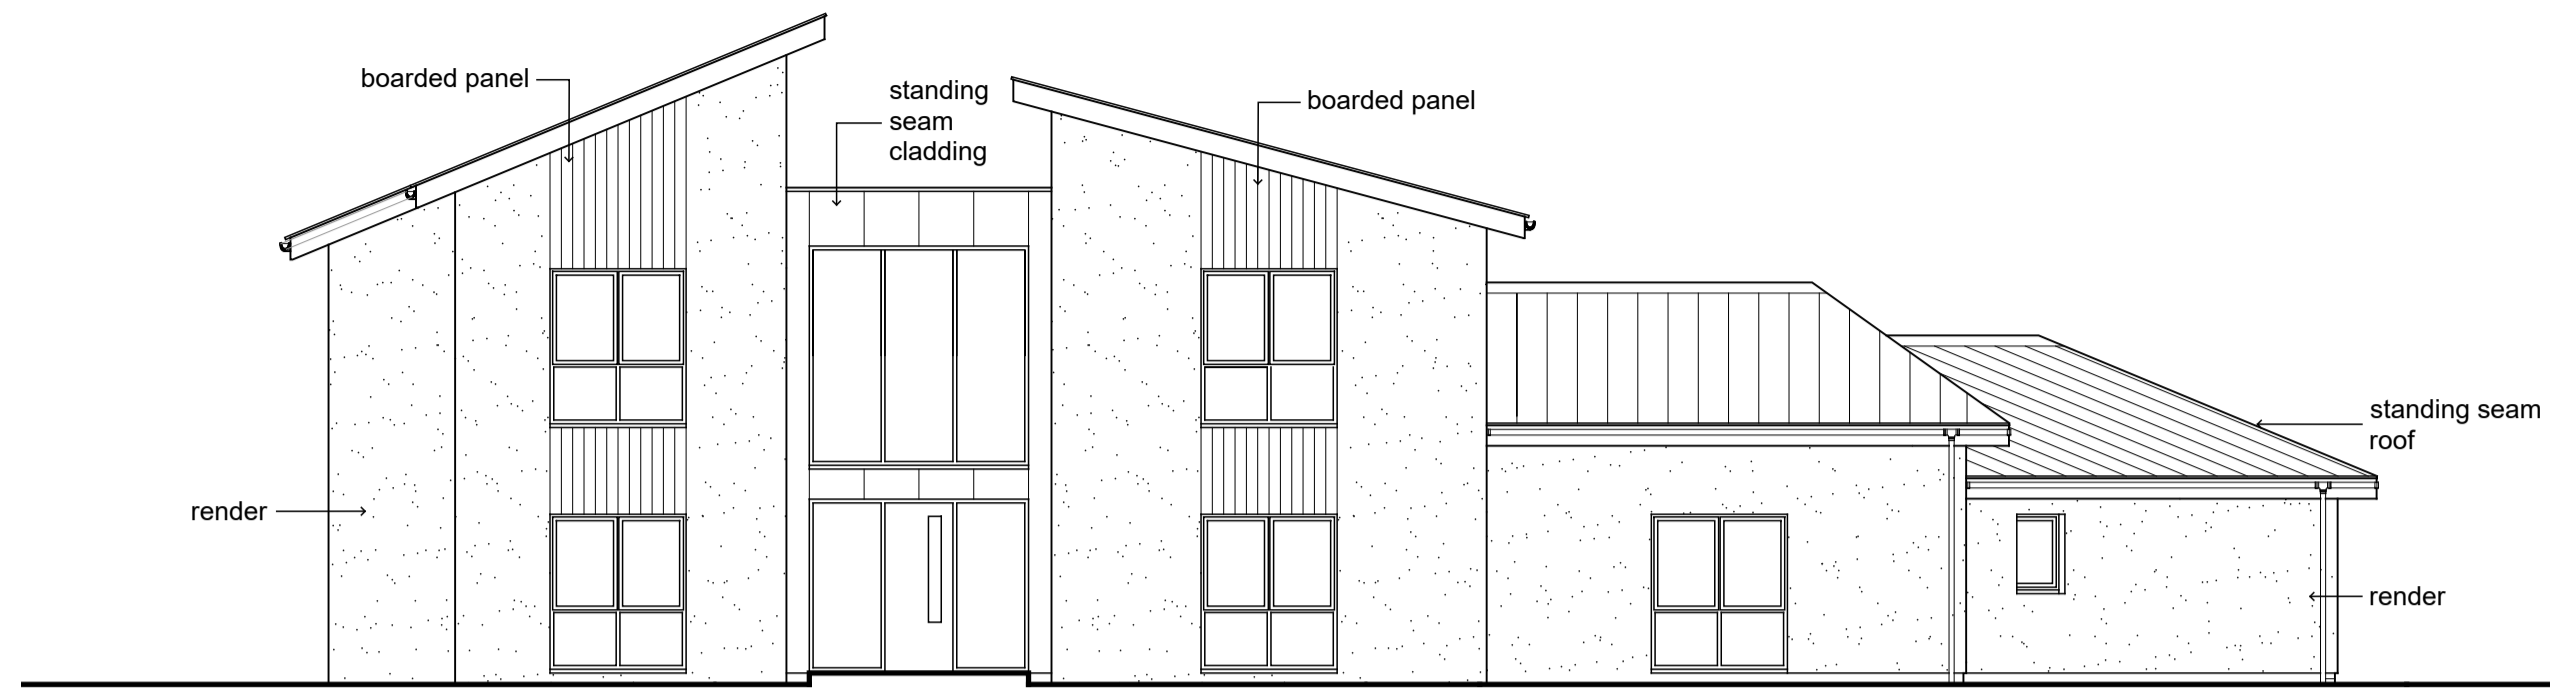 boarded panel
standing
seam
cladding
boarded panel
standing seam
roof
render
render